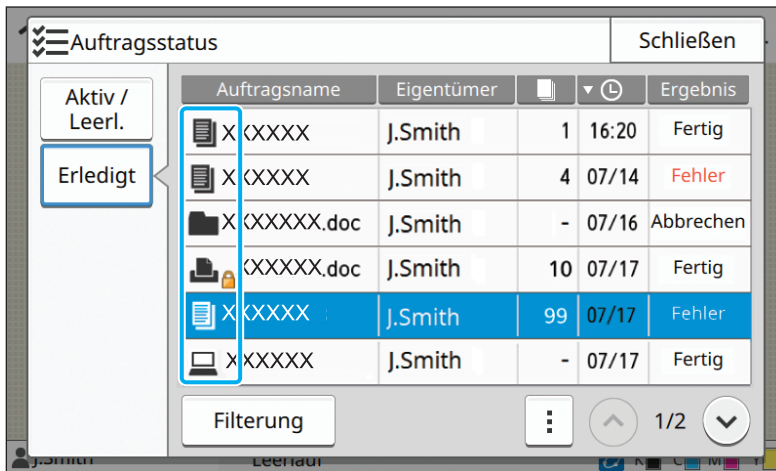 Auftragsstatus
Schließen
Aktiv /
Leerl.
Erledigt
Auftragsname Eigentümer Ergebnis
XXXXXX J.Smith 1 16:20 Fertig
XXXXXX J.Smith 4 07/14 Fehler
XXXXXXX.doc J.Smith - 07/16 Abbrechen
XXXXXX.doc J.Smith 10 07/17 Fertig
XXXXXX J.Smith 99 07/17 Fehler
XXXXXX J.Smith - 07/17 Fertig
Filterung
1/2
J.Smith Leerlauf K C M Y